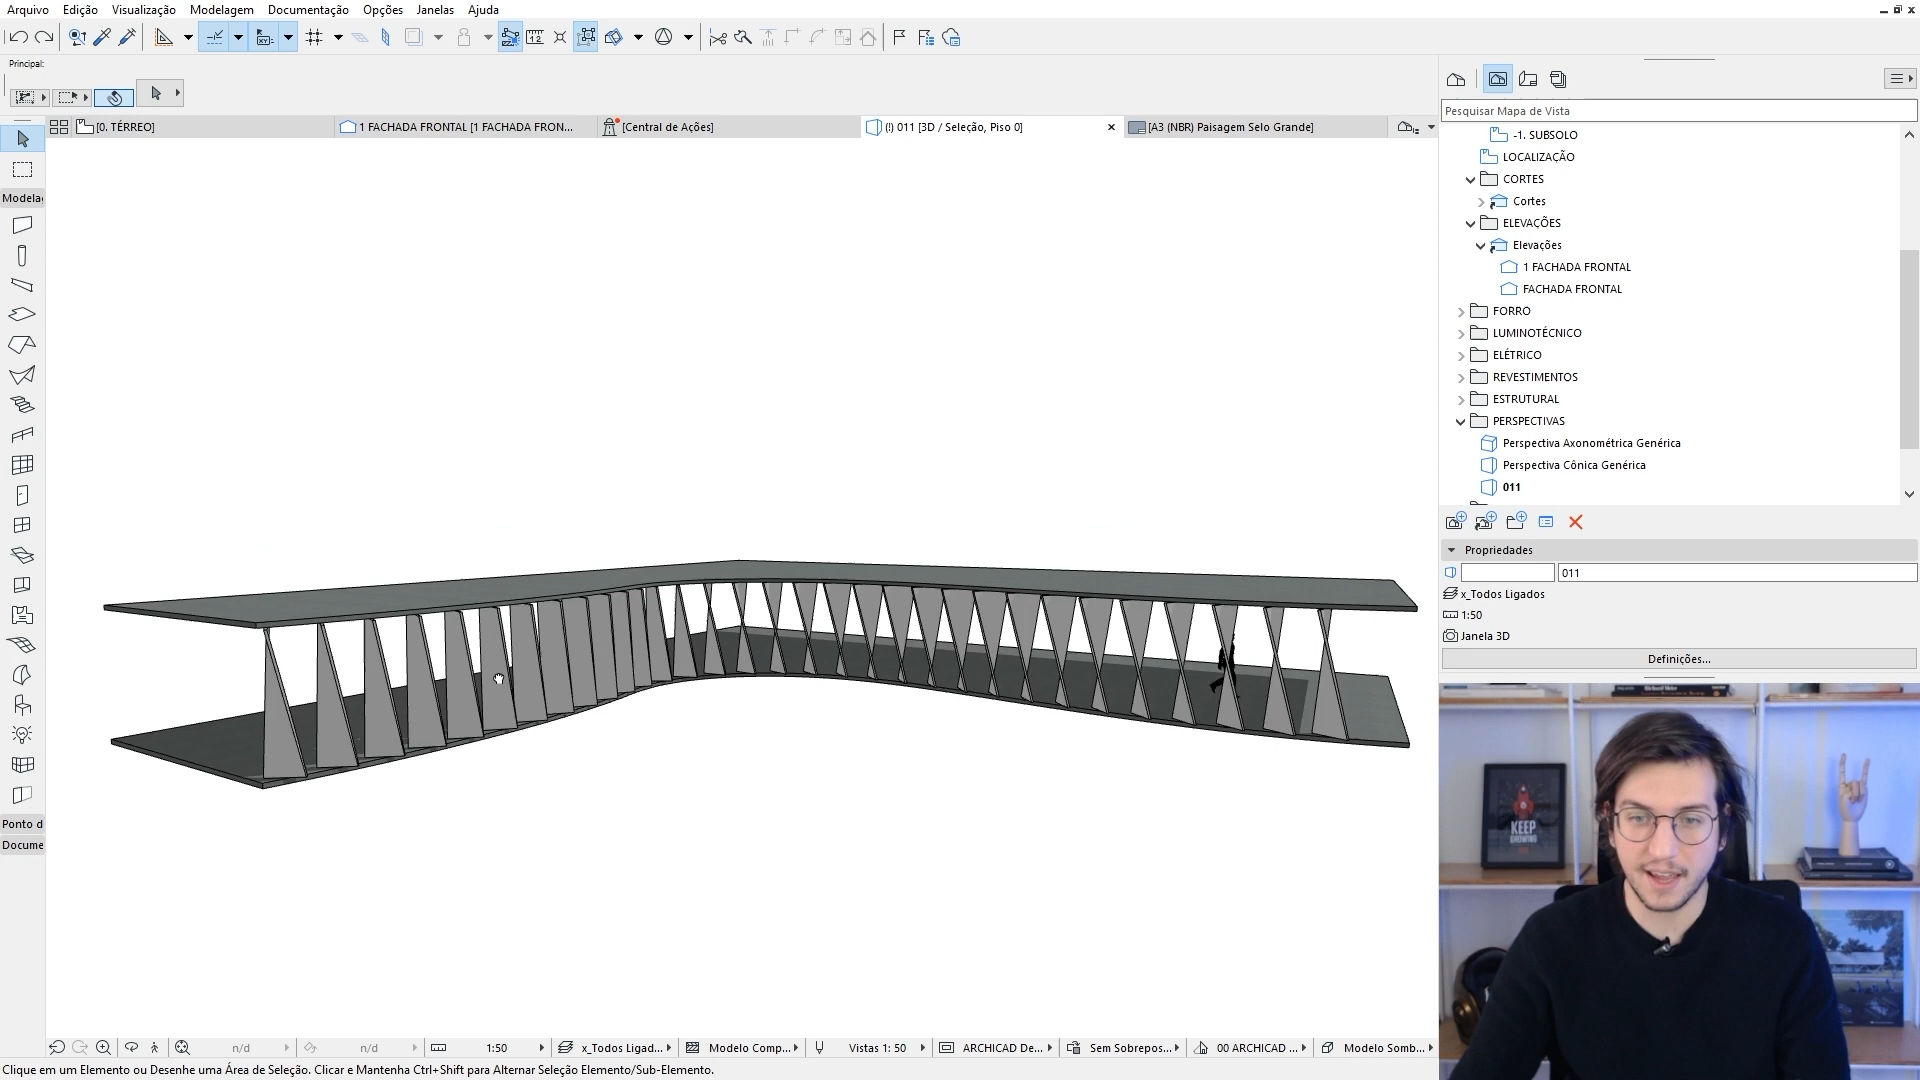 Arquivo Edição Visualização Modelagem Documentação Opções Janelas Ajuda
Principal:
[0. TÉRREO]
1 FACHADA FRONTAL [1 FACHADA FRON...
[Central de Ações]
(!) 011 [3D / Seleção, Piso 0]
[A3 (NBR) Paisagem Selo Grande]
Modela
Ponto d
Docume
Pesquisar Mapa de Vista
-1. SUBSOLO
LOCALIZAÇÃO
CORTES
Cortes
ELEVAÇÕES
Elevações
1 FACHADA FRONTAL
FACHADA FRONTAL
FORRO
LUMINOTÉCNICO
ELÉTRICO
REVESTIMENTOS
ESTRUTURAL
PERSPECTIVAS
Perspectiva Axonométrica Genérica
Perspectiva Cônica Genérica
011
Propriedades
011
x_Todos Ligados
1:50
Janela 3D
Definições...
KEEP
GROWING
n/d n/d 1:50 x_Todos Ligad... Modelo Comp... Vistas 1: 50 ARCHICAD De... Sem Sobrepos... 00 ARCHICAD ... Modelo Somb...
Clique em um Elemento ou Desenhe uma Área de Seleção. Clicar e Mantenha Ctrl+Shift para Alternar Seleção Elemento/Sub-Elemento.